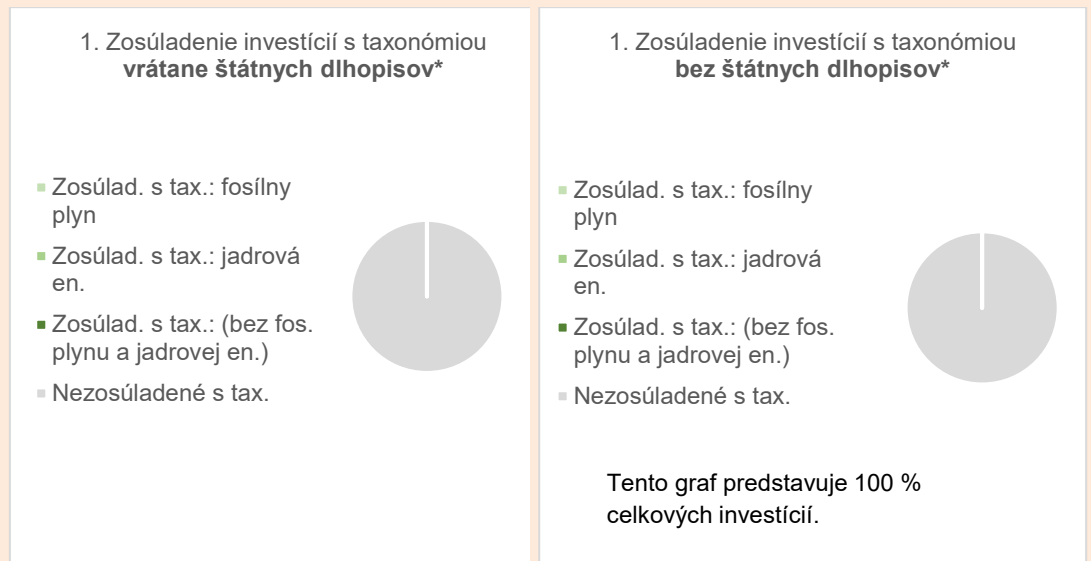 1. Zosúladenie investícií s taxonómiou
vrátane štátnych dlhopisov*
Zosúlad. s tax.: fosílny
plyn
Zosúlad. s tax.: jadrová
en.
Zosúlad. s tax.: (bez fos.
plynu a jadrovej en.)
Nezosúladené s tax.
1. Zosúladenie investícií s taxonómiou
bez štátnych dlhopisov*
Zosúlad. s tax.: fosílny
plyn
Zosúlad. s tax.: jadrová
en.
Zosúlad. s tax.: (bez fos.
plynu a jadrovej en.)
Nezosúladené s tax.
Tento graf predstavuje 100 %
celkových investícií.